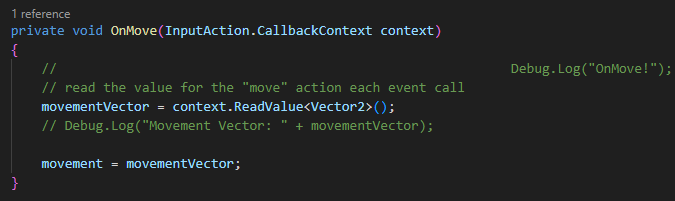 1 reference
private void OnMove(InputAction.CallbackContext context)
{
// Debug.Log("OnMove!");
// read the value for the "move" action each event call
movementVector = context.ReadValue<Vector2>();
// Debug.Log("Movement Vector: " + movementVector);
movement = movementVector;
}